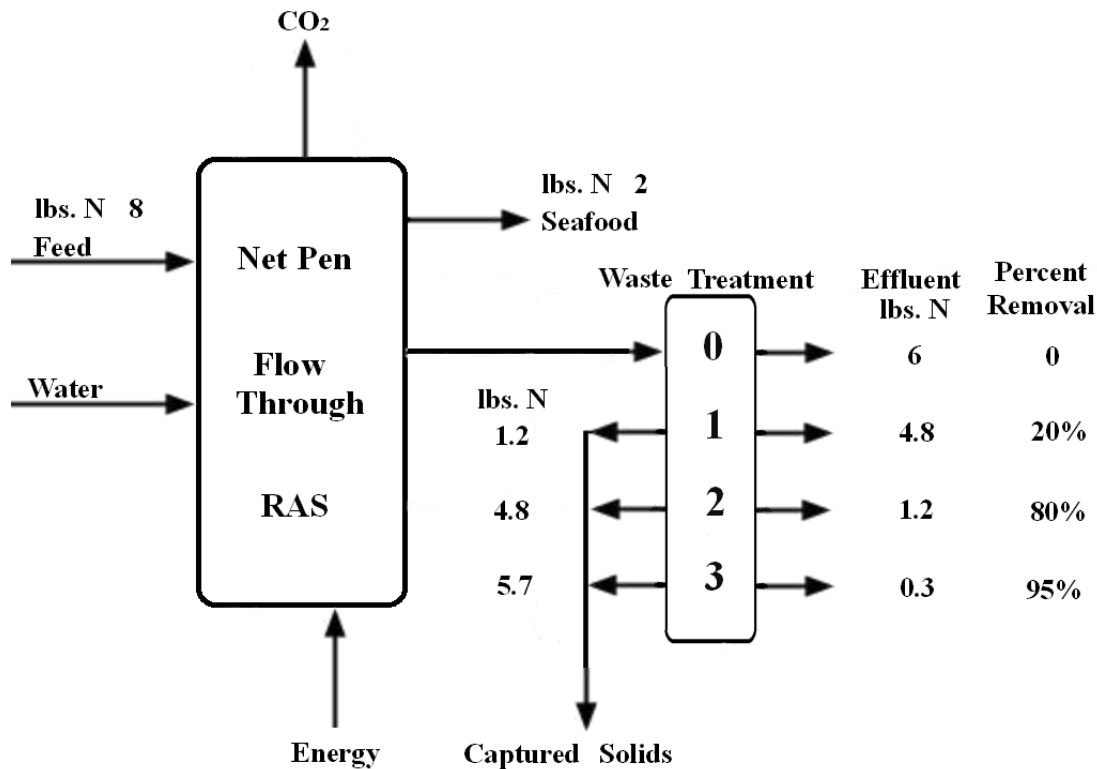 CO₂
lbs. N 8
Feed
lbs. N 2
Seafood
Net Pen
Flow
Through
RAS
Water
Energy
Waste Treatment
Effluent
lbs. N
Percent
Removal
0
6
0
lbs. N
1.2
1
4.8
20%
4.8
2
1.2
80%
5.7
3
0.3
95%
Captured Solids